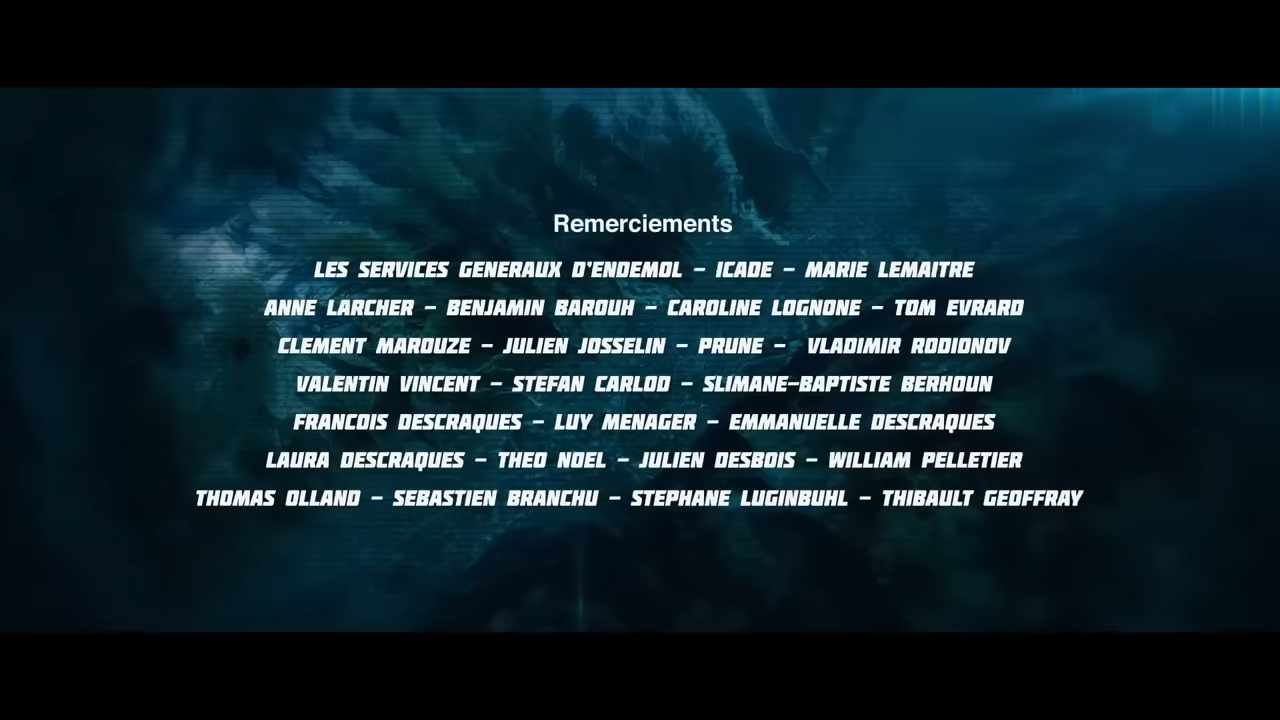 Remerciements
LES SERVICES GENERAUX D'ENDEMOL – ICADE – MARIE LEMAITRE
ANNE LARCHER – BENJAMIN BAROUH – CAROLINE LOGNONE – TOM EVRARD
CLEMENT MAROUZE – JULIEN JOSSELIN – PRUNE – VLADIMIR RODIONOV
VALENTIN VINCENT – STEFAN CARLOD – SLIMANE–BAPTISTE BERHOUN
FRANCOIS DESCRAQUES – LUY MENAGER – EMMANUELLE DESCRAQUES
LAURA DESCRAQUES – THEO NOEL – JULIEN DESBOIS – WILLIAM PELLETIER
THOMAS OLLAND – SEBASTIEN BRANCHU – STEPHANE LUGINBUHL – THIBAULT GEOFFRAY